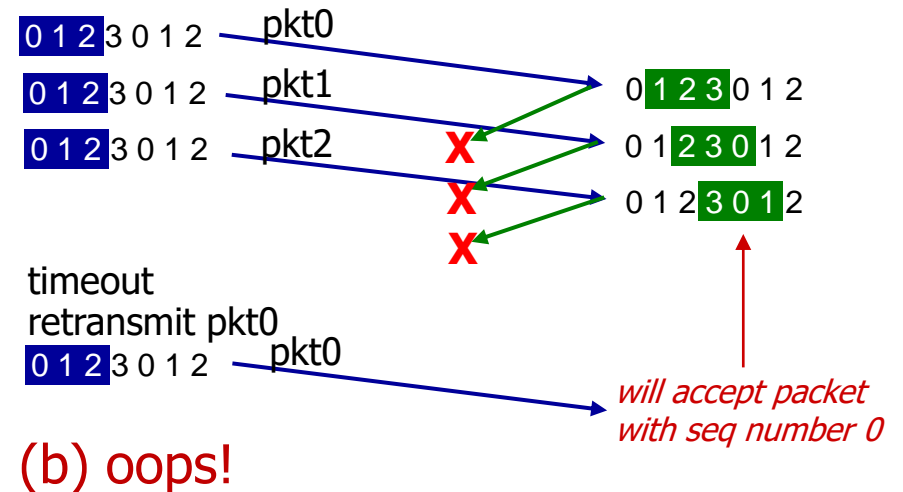 0 1 2 3 0 1 2 pkt0
0 1 2 3 0 1 2 pkt1
0 1 2 3 0 1 2 pkt2
0 1 2 3 0 1 2
X 0 1 2 3 0 1 2
X 0 1 2 3 0 1 2
X
timeout
retransmit pkt0
0 1 2 3 0 1 2 pkt0
will accept packet
with seq number 0
(b) oops!